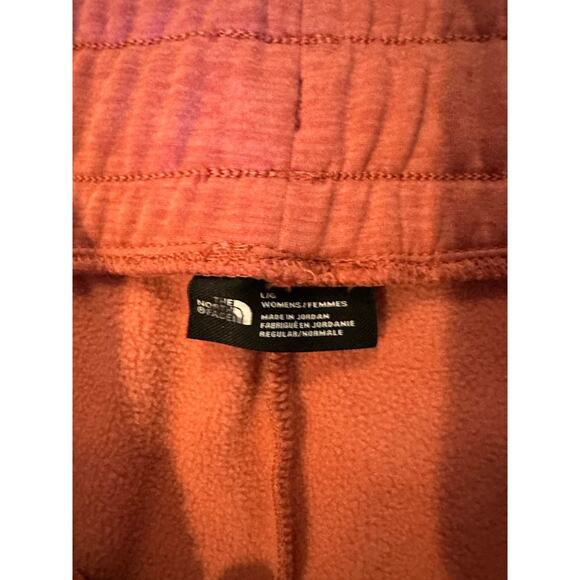 THE
NORTH
FACE
L/G
WOMENS/FEMMES
MADE IN JORDAN
FABRIQUÉ EN JORDANIE
REGULAR/NORMALE